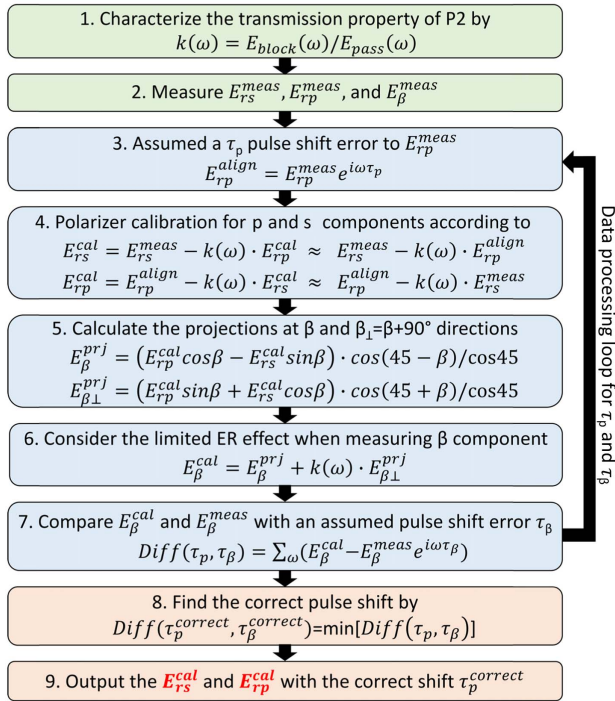 1. Characterize the transmission property of P2 by
k(ω) = E_block(ω)/E_pass(ω)
2. Measure E_rs^meas, E_rp^meas, and E_β^meas
3. Assumed a τ_p pulse shift error to E_rp^meas
E_rp^align = E_rp^meas e^{iωτ_p}
4. Polarizer calibration for p and s components according to
E_rs^cal = E_rs^meas − k(ω) · E_rp^cal ≈ E_rs^meas − k(ω) · E_rp^align
E_rp^cal = E_rp^align − k(ω) · E_rs^cal ≈ E_rp^align − k(ω) · E_rs^meas
5. Calculate the projections at β and β⊥=β+90° directions
E_β^prj = (E_rp^cal cosβ − E_rs^cal sinβ) · cos(45 − β)/cos45
E_β⊥^prj = (E_rp^cal sinβ + E_rs^cal cosβ) · cos(45 + β)/cos45
6. Consider the limited ER effect when measuring β component
E_β^cal = E_β^prj + k(ω) · E_β⊥^prj
7. Compare E_β^cal and E_β^meas with an assumed pulse shift error τ_β
Diff(τ_p, τ_β) = ∑_ω(E_β^cal−E_β^meas e^{iωτ_β})
8. Find the correct pulse shift by
Diff(τ_p^correct, τ_β^correct)=min[Diff(τ_p, τ_β)]
9. Output the E_rs^cal and E_rp^cal with the correct shift τ_p^correct
Data processing loop for τ_p and τ_β